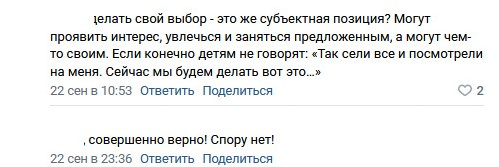 делать свой выбор - это же субъектная позиция? Могут
проявить интерес, увлечься и заняться предложенным, а могут чем-
то своим. Если конечно детям не говорят: «Так сели все и посмотрели
на меня. Сейчас мы будем делать вот это…»
22 сен в 10:53 Ответить Поделиться 2
, совершенно верно! Спору нет!
22 сен в 23:36 Ответить Поделиться